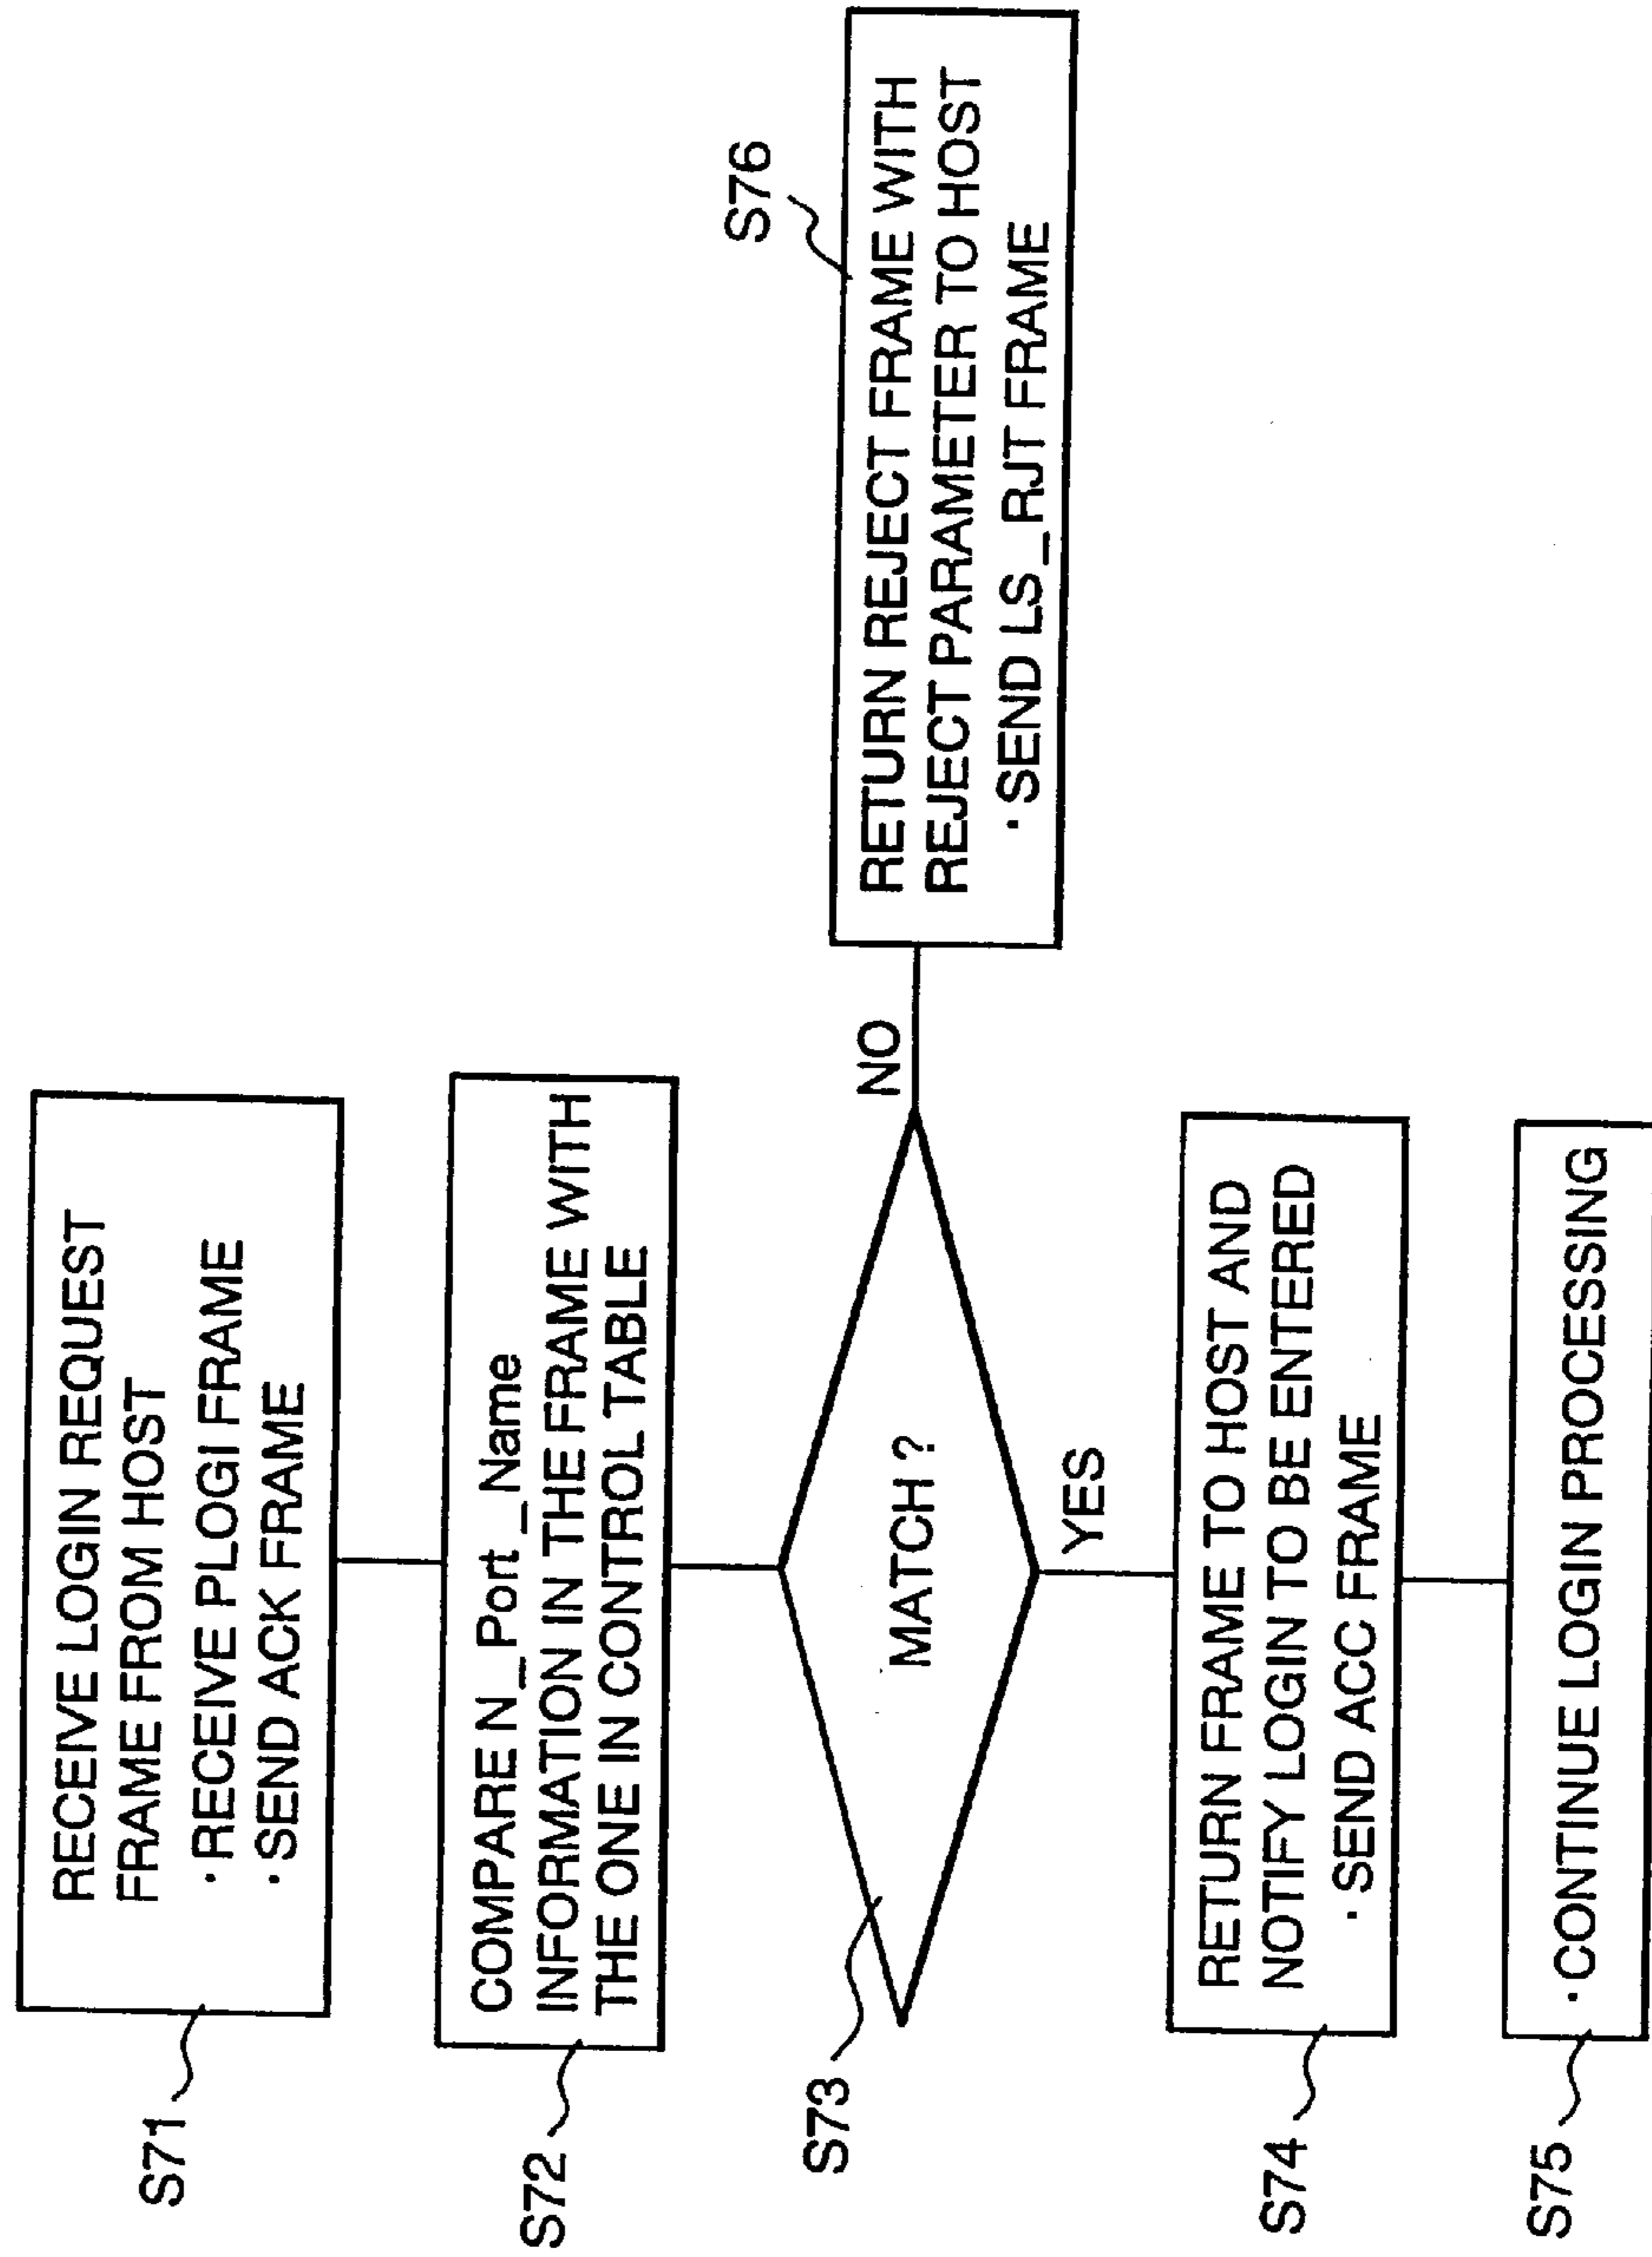 S71
RECEIVE LOGIN REQUEST
FRAME FROM HOST
· RECEIVE PLOGI FRAME
· SEND ACK FRAME
S72
COMPARE N_Port_Name
INFORMATION IN THE FRAME WITH
THE ONE IN CONTROL TABLE
S73
MATCH ?
NO
S76
RETURN REJECT FRAME WITH
REJECT PARAMETER TO HOST
· SEND LS_RJT FRAME
YES
S74
RETURN FRAME TO HOST AND
NOTIFY LOGIN TO BE ENTERED
· SEND ACC FRAME
S75
· CONTINUE LOGIN PROCESSING